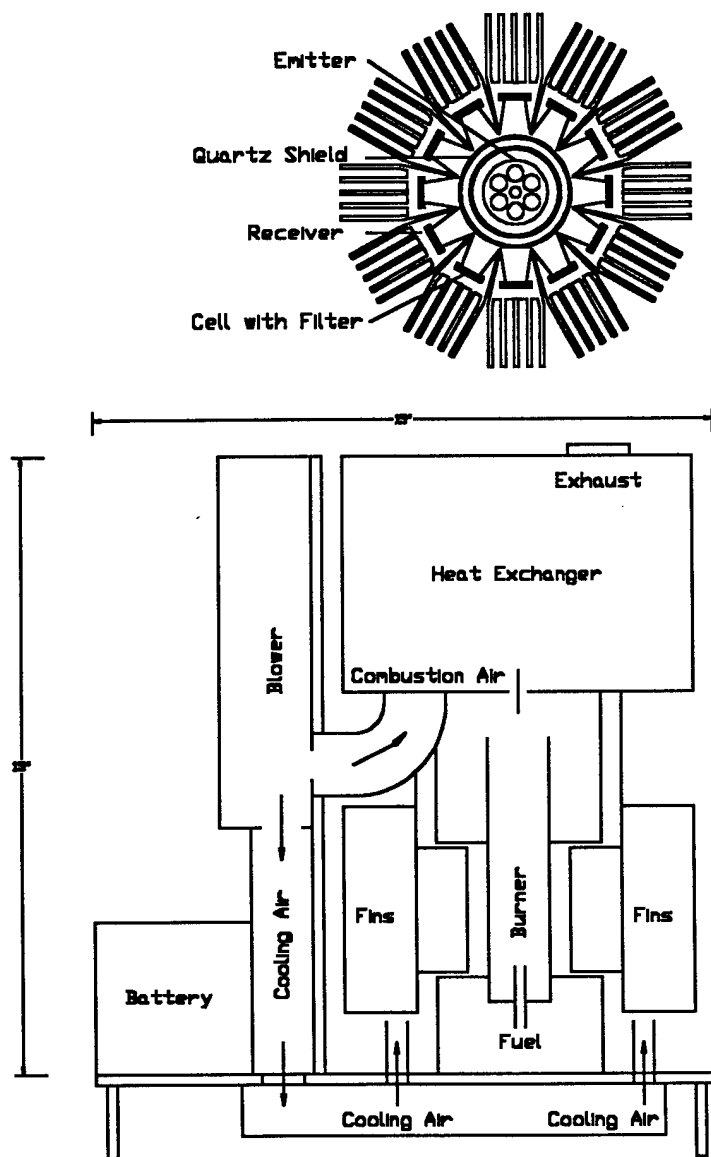 Emitter
Quartz Shield
Receiver
Cell with Filter
Exhaust
Heat Exchanger
Blower
Combustion Air
Cooling Air
Fins
Burner
Fins
Battery
Fuel
Cooling Air
Cooling Air